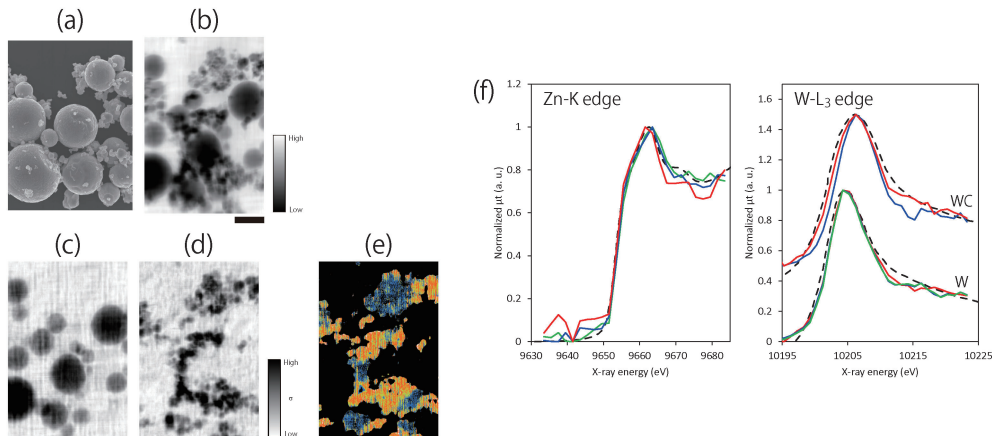 (a)
(b)
High
Low
(c)
(d)
(e)
High
α
Low
(f)
Zn-K edge
Normalized μt (a. u.)
1.2
1
0.8
0.6
0.4
0.2
0
9630
9640
9650
9660
9670
9680
X-ray energy (eV)
W-L3 edge
Normalized μt (a. u.)
1.6
1.4
1.2
1
0.8
0.6
0.4
0.2
0
WC
W
10195
10205
10215
10225
X-ray energy (eV)